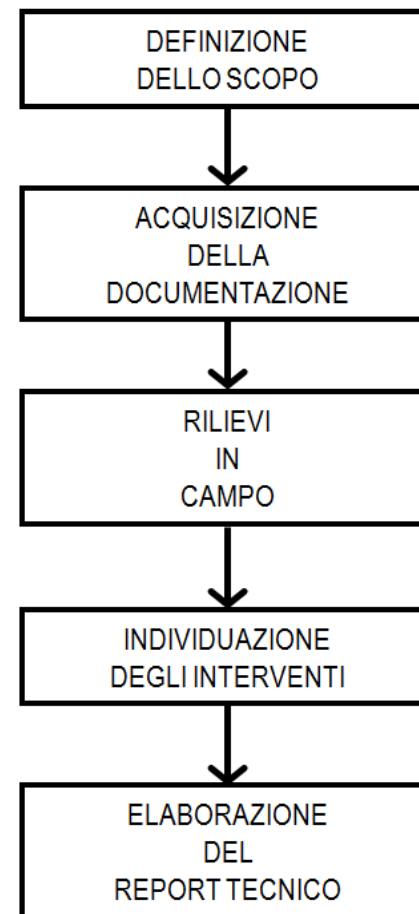 DEFINIZIONE
DELLO SCOPO
ACQUISIZIONE
DELLA
DOCUMENTAZIONE
RILIEVI
IN
CAMPO
INDIVIDUAZIONE
DEGLI INTERVENTI
ELABORAZIONE
DEL
REPORT TECNICO